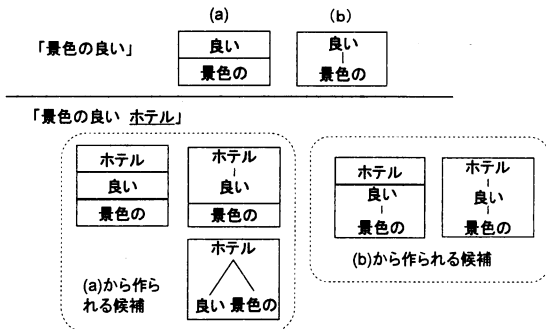 (a)
(b)
「景色の良い」
良い
景色の
良い
景色の
「景色の良い ホテル」
ホテル
良い
景色の
ホテル
良い
景色の
ホテル
良い 景色の
(a)から作ら
れる候補
ホテル
良い
景色の
ホテル
良い
景色の
(b)から作られる候補